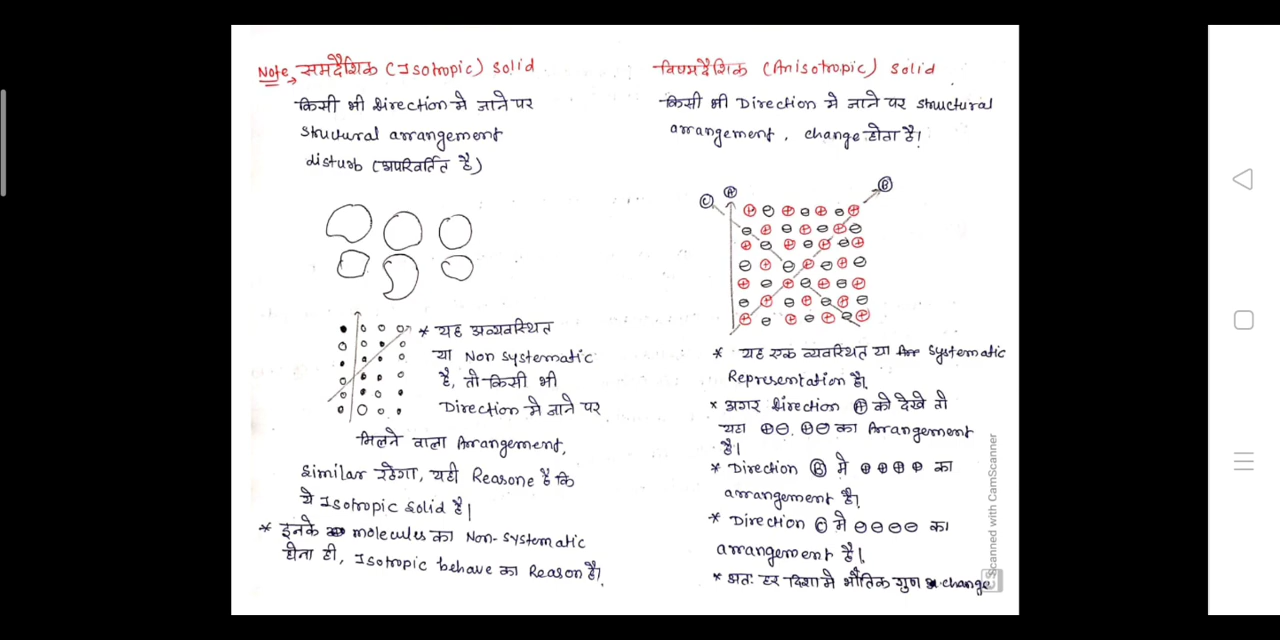 Note, समदैशिक (Isotropic) solid
किसी भी Direction मे जाने पर
structural arrangement
disturb (अपरिवर्तित है)
* यह अव्यवस्थित
या Non systematic
है, तो किसी भी
Direction मे जाने पर
मिलने वाला Arrangement,
similar रहेगा, यही Reasone है कि
ये Isotropic solid है|
* इनके molecules का Non-systematic
होना ही, Isotropic behave का Reason है|
विषमदैशिक (Anisotropic) solid
किसी भी Direction मे जाने पर structural
arrangement, change होता है|
C A B
⊕ ⊖ ⊕ ⊖ ⊕ ⊖ ⊕
⊖ ⊕ ⊖ ⊕ ⊖ ⊕ ⊖
⊕ ⊖ ⊕ ⊖ ⊕ ⊖ ⊕
⊖ ⊕ ⊖ ⊕ ⊖ ⊕ ⊖
⊕ ⊖ ⊕ ⊖ ⊕ ⊖ ⊕
⊖ ⊕ ⊖ ⊕ ⊖ ⊕ ⊖
⊕ ⊖ ⊕ ⊖ ⊕ ⊖ ⊕
* यह एक व्यवस्थित या systematic
Representation है|
* अगर Direction Ⓐ को देखे तो
यहा ⊕⊖, ⊕⊖ का Arrangement
है|
* Direction Ⓑ मे ⊕ ⊕ ⊕ ⊕ का
arrangement है|
* Direction Ⓒ मे ⊖ ⊖ ⊖ ⊖ का
arrangement है|
* अतः हर दिशा मे भौतिक गुण change
CS Scanned with CamScanner